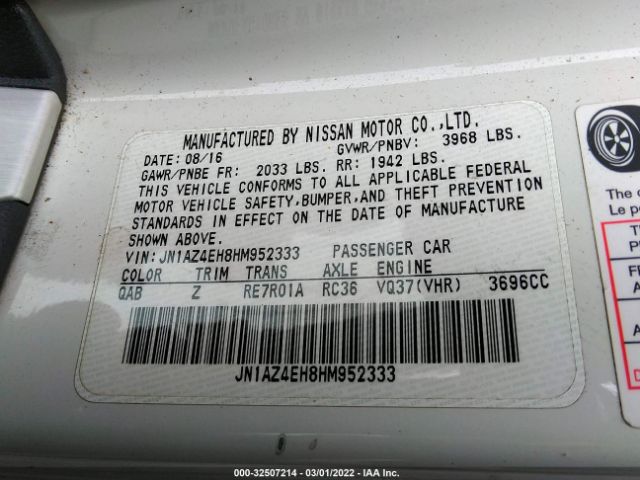 MANUFACTURED BY NISSAN MOTOR CO.,LTD.
DATE: 08/16 GVWR/PNBV: 3968 LBS.
GAWR/PNBE FR: 2033 LBS. RR: 1942 LBS.
THIS VEHICLE CONFORMS TO ALL APPLICABLE FEDERAL
MOTOR VEHICLE SAFETY,BUMPER,AND THEFT PREVENTION
STANDARDS IN EFFECT ON THE DATE OF MANUFACTURE
SHOWN ABOVE.
VIN:JN1AZ4EH8HM952333 PASSENGER CAR
COLOR TRIM TRANS AXLE ENGINE
QAB Z RE7R01A RC36 VQ37(VHR) 3696CC
JN1AZ4EH8HM952333
The
Le p
000-32507214 - 03/01/2022 - IAA Inc.